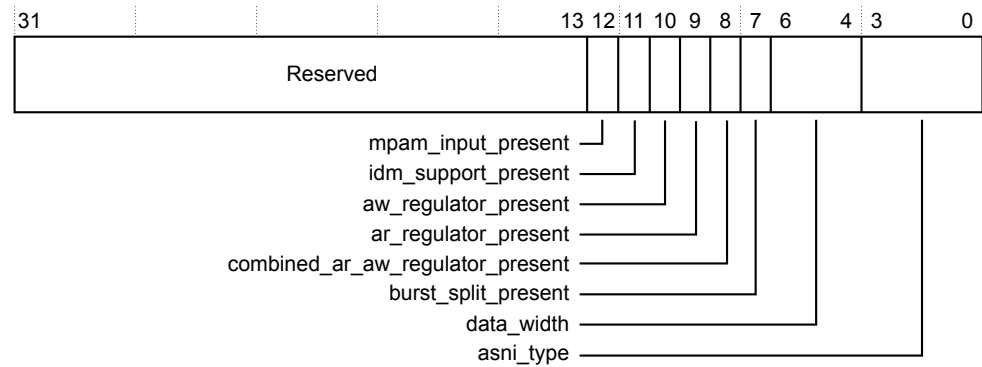 31 13 12 11 10 9 8 7 6 4 3 0
Reserved
mpam_input_present
idm_support_present
aw_regulator_present
ar_regulator_present
combined_ar_aw_regulator_present
burst_split_present
data_width
asni_type